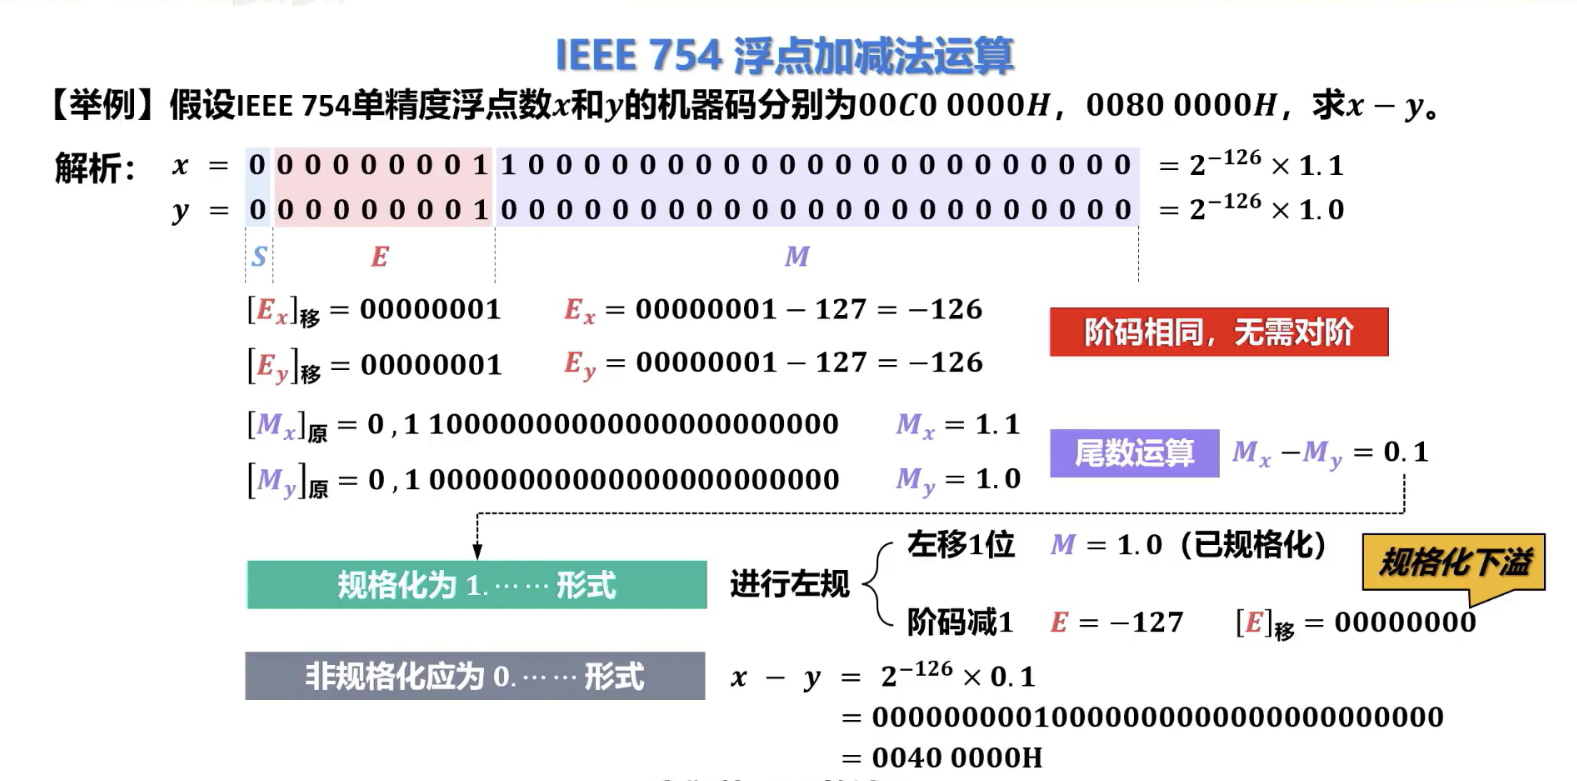 IEEE 754 浮点加减法运算
【举例】假设IEEE 754单精度浮点数x和y的机器码分别为00C0 0000H，0080 0000H，求x − y。
解析： x = 0 0 0 0 0 0 0 0 1 1 0 0 0 0 0 0 0 0 0 0 0 0 0 0 0 0 0 0 0 0 0 0 = 2⁻¹²⁶ × 1.1
y = 0 0 0 0 0 0 0 0 1 0 0 0 0 0 0 0 0 0 0 0 0 0 0 0 0 0 0 0 0 0 0 0 = 2⁻¹²⁶ × 1.0
S E M
[Eₓ]移 = 00000001 Eₓ = 00000001 − 127 = −126
阶码相同，无需对阶
[Eᵧ]移 = 00000001 Eᵧ = 00000001 − 127 = −126
[Mₓ]原 = 0 , 1 10000000000000000000000 Mₓ = 1.1
尾数运算 Mₓ −Mᵧ = 0.1
[Mᵧ]原 = 0 , 1 00000000000000000000000 Mᵧ = 1.0
左移1位 M = 1.0（已规格化）
规格化下溢
规格化为 1.⋯⋯ 形式 进行左规
阶码减1 E = −127 [E]移 = 00000000
非规格化应为 0.⋯⋯ 形式 x − y = 2⁻¹²⁶ × 0.1
= 00000000010000000000000000000000
= 0040 0000H